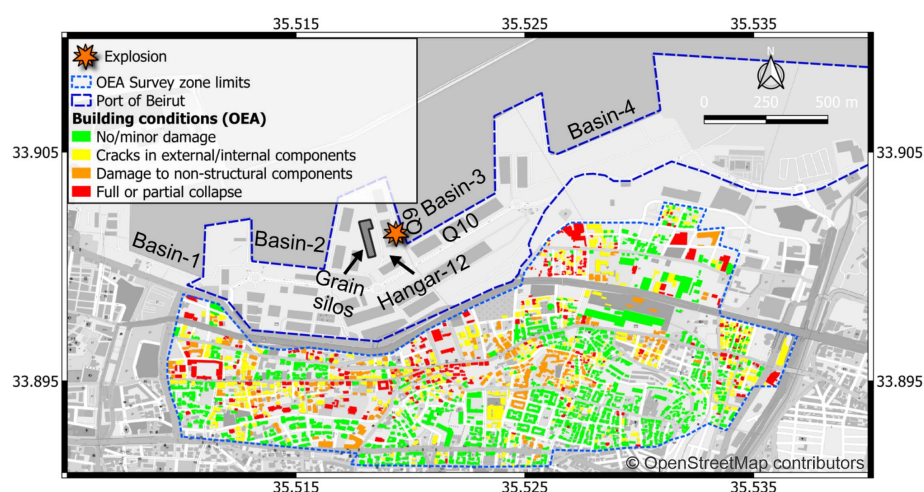 35.515 35.525 35.535
Explosion
OEA Survey zone limits
Port of Beirut
Building conditions (OEA)
No/minor damage
Cracks in external/internal components
Damage to non-structural components
Full or partial collapse
N
0 250 500 m
33.905 33.905
Basin-4
Basin-3
Q9
Q10
Basin-2
Basin-1
Hangar-12
Grain
silos
33.895 33.895
© OpenStreetMap contributors
35.515 35.525 35.535